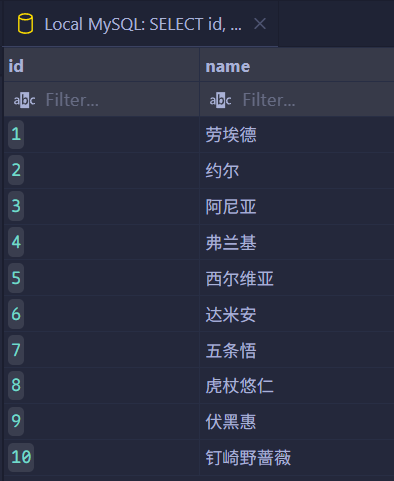 Local MySQL: SELECT id, ...
id name
abc Filter... abc Filter...
1 劳埃德
2 约尔
3 阿尼亚
4 弗兰基
5 西尔维亚
6 达米安
7 五条悟
8 虎杖悠仁
9 伏黑惠
10 钉崎野蔷薇